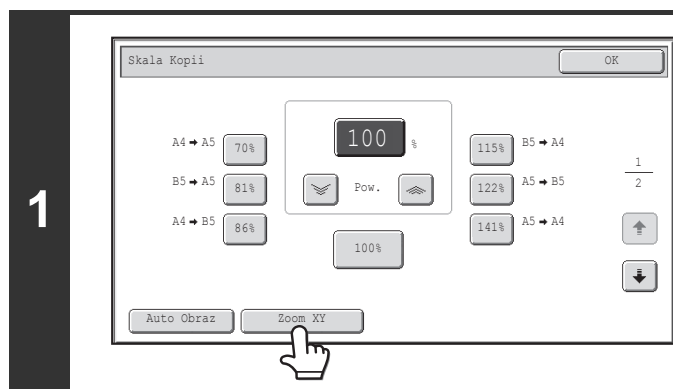 1
Skala Kopii
OK
A4 → A5 70%
B5 → A5 81%
A4 → B5 86%
100 %
Pow.
100%
115% B5 → A4
122% A5 → B5
141% A5 → A4
1
2
Auto Obraz
Zoom XY